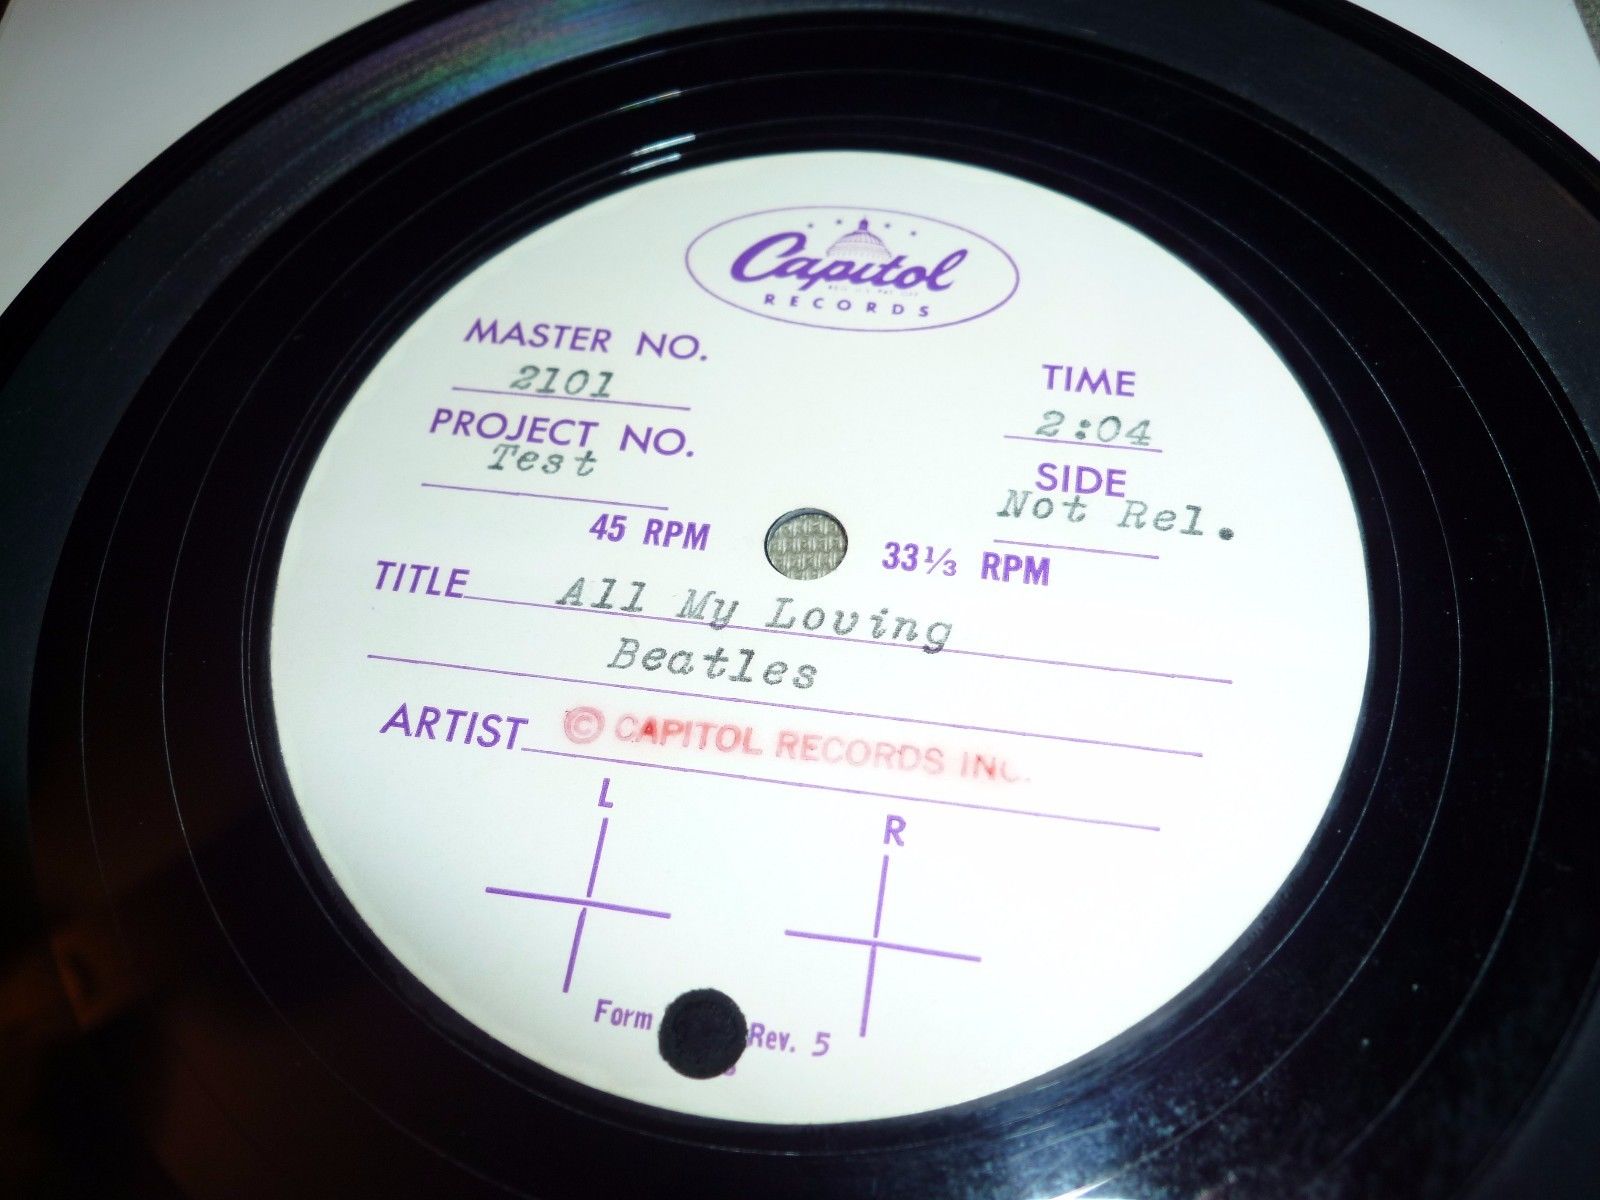 Capitol
RECORDS
MASTER NO.
2101
TIME
2:04
PROJECT NO.
Test
SIDE
Not Rel.
45 RPM
33⅓ RPM
TITLE All My Loving
Beatles
ARTIST © CAPITOL RECORDS INC.
L
R
Form Rev. 5